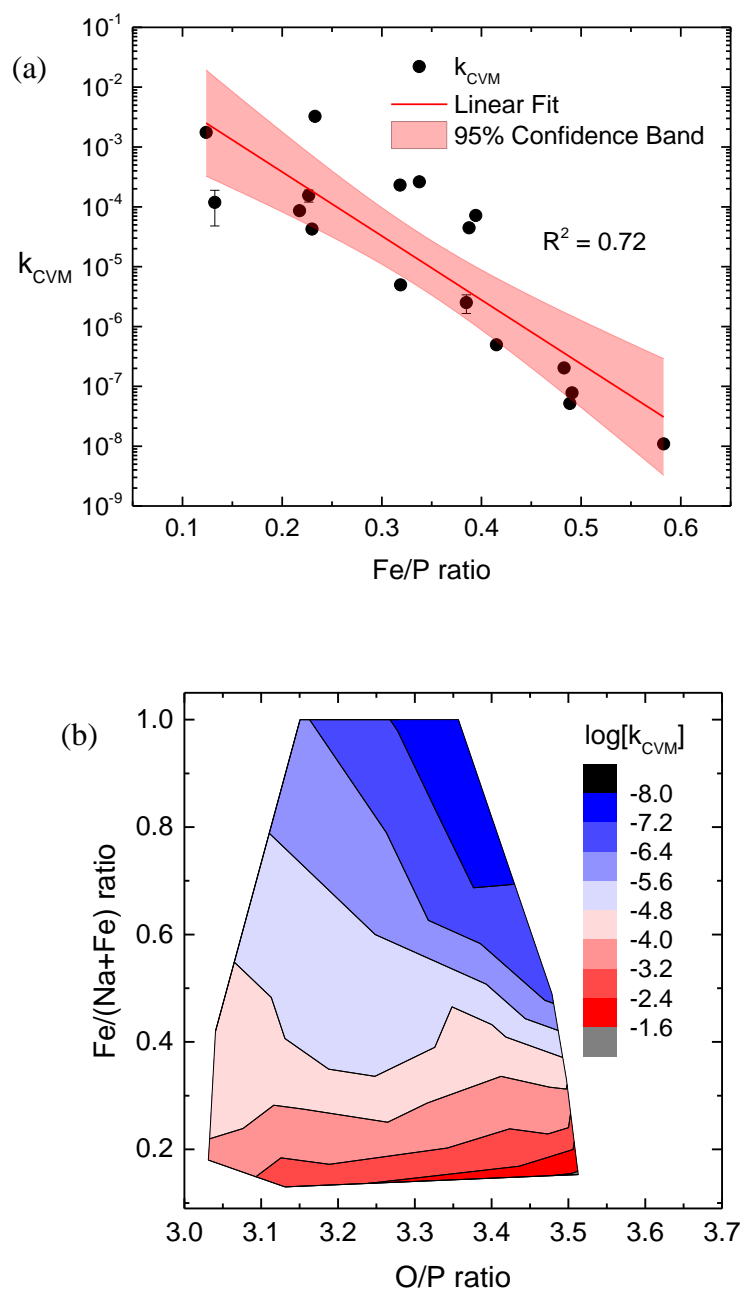 (a)
10^-1
10^-2
10^-3
10^-4
10^-5
10^-6
10^-7
10^-8
10^-9
k_CVM
k_CVM
Linear Fit
95% Confidence Band
R^2 = 0.72
0.1 0.2 0.3 0.4 0.5 0.6
Fe/P ratio
(b)
1.0
0.8
0.6
0.4
0.2
Fe/(Na+Fe) ratio
log[k_CVM]
-8.0
-7.2
-6.4
-5.6
-4.8
-4.0
-3.2
-2.4
-1.6
3.0 3.1 3.2 3.3 3.4 3.5 3.6 3.7
O/P ratio